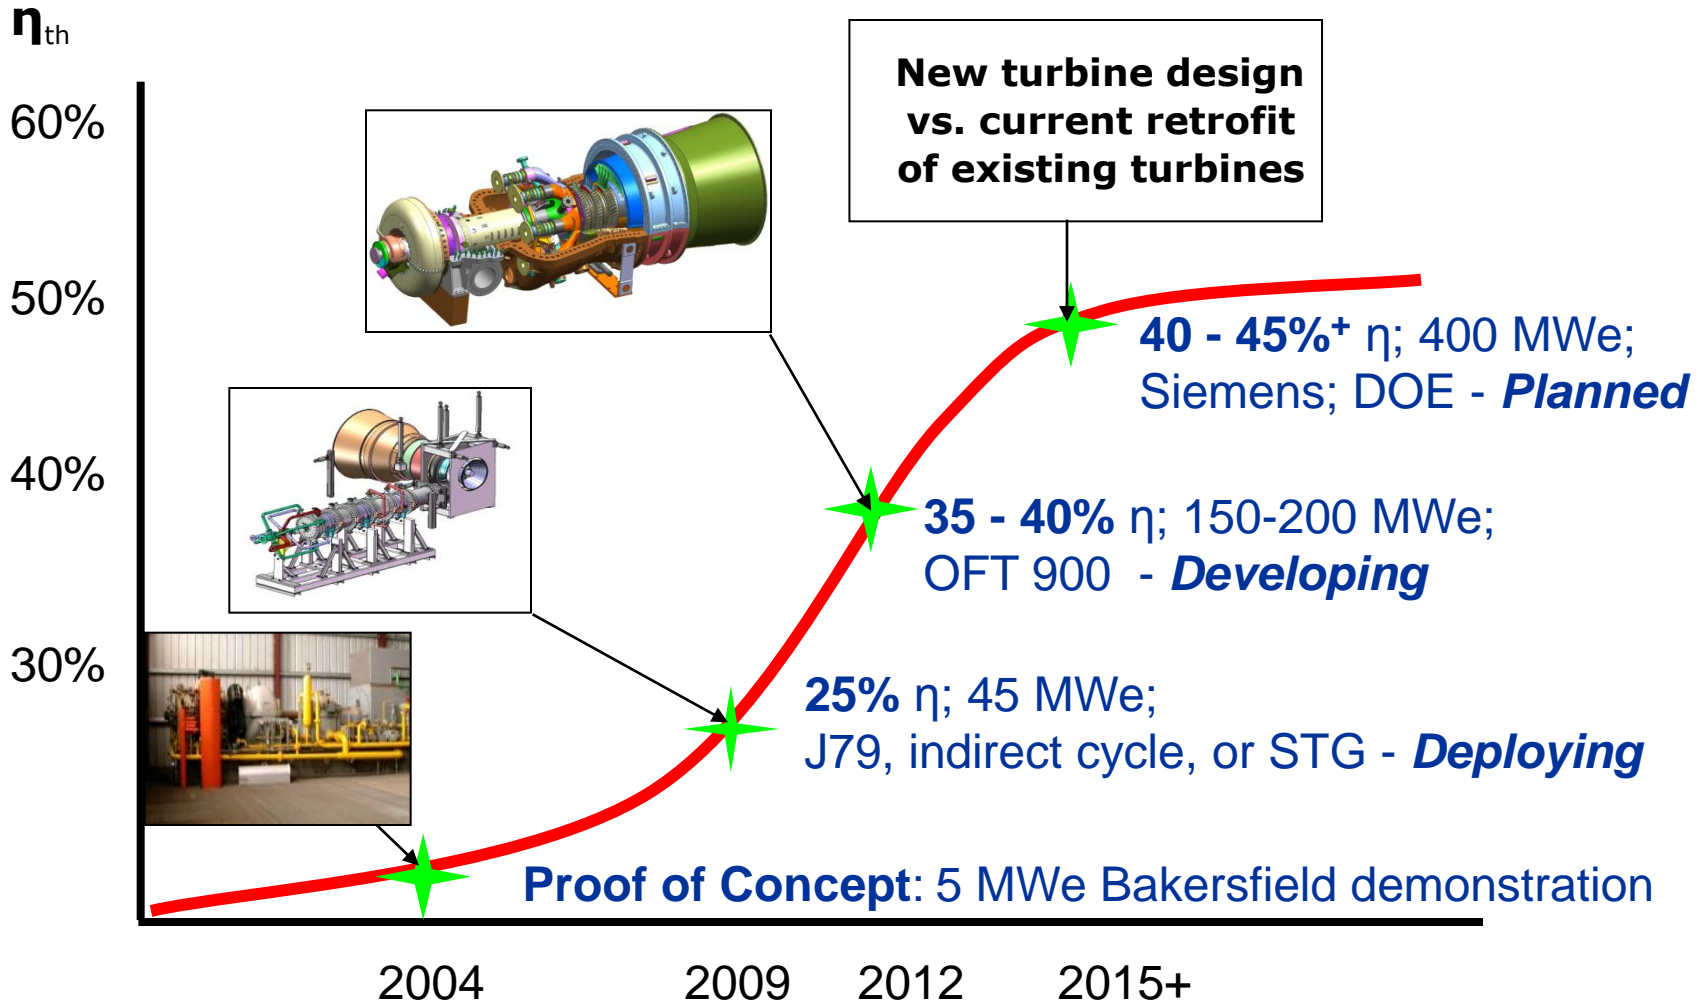 ηth
60%
50%
40%
30%
New turbine design
vs. current retrofit
of existing turbines
40 - 45%+ η; 400 MWe;
Siemens; DOE - Planned
35 - 40% η; 150-200 MWe;
OFT 900 - Developing
25% η; 45 MWe;
J79, indirect cycle, or STG - Deploying
Proof of Concept: 5 MWe Bakersfield demonstration
2004 2009 2012 2015+